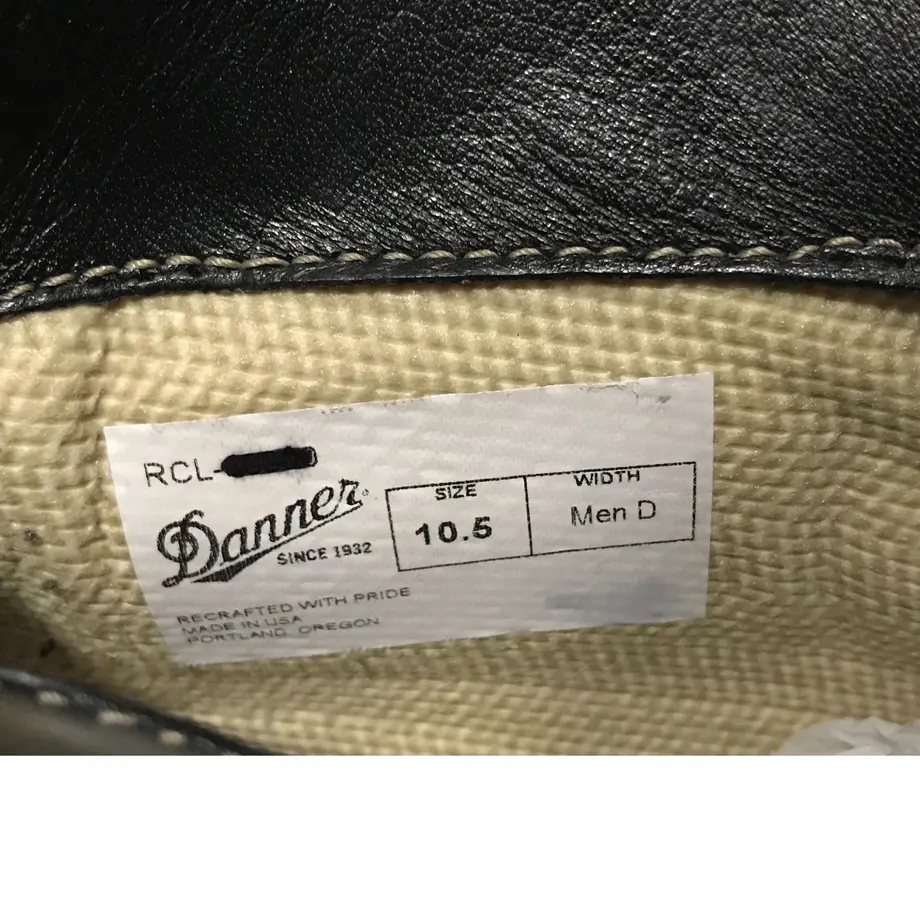 RCL-
Danner
SINCE 1932
SIZE
10.5
WIDTH
Men D
RECRAFTED WITH PRIDE
MADE IN USA
PORTLAND, OREGON